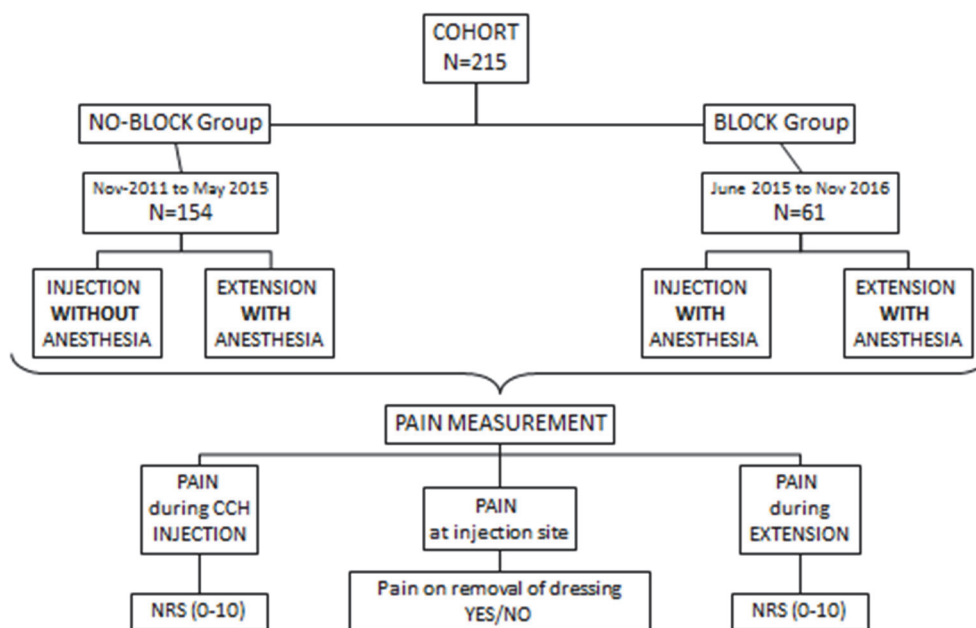 COHORT
N=215
NO-BLOCK Group
BLOCK Group
Nov-2011 to May 2015
N=154
June 2015 to Nov 2016
N=61
INJECTION
WITHOUT
ANESTHESIA
EXTENSION
WITH
ANESTHESIA
INJECTION
WITH
ANESTHESIA
EXTENSION
WITH
ANESTHESIA
PAIN MEASUREMENT
PAIN
during CCH
INJECTION
PAIN
at injection site
PAIN
during
EXTENSION
NRS (0-10)
Pain on removal of dressing
YES/NO
NRS (0-10)